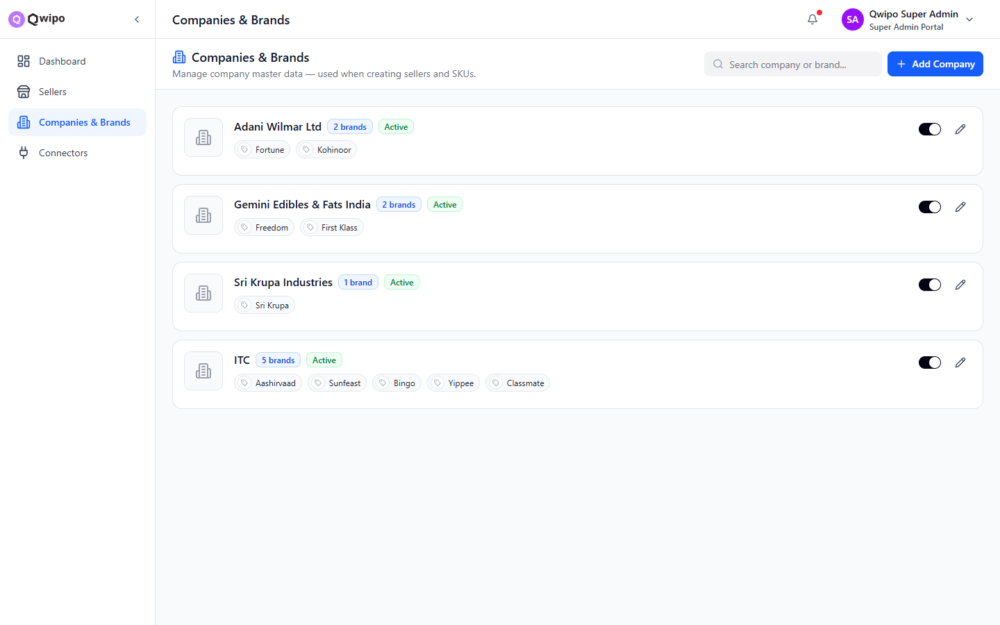 Qwipo
Companies & Brands
SA
Qwipo Super Admin
Super Admin Portal
Dashboard
Sellers
Companies & Brands
Connectors
Companies & Brands
Manage company master data — used when creating sellers and SKUs.
Search company or brand...
Add Company
Adani Wilmar Ltd 2 brands Active
Fortune Kohinoor
Gemini Edibles & Fats India 2 brands Active
Freedom First Klass
Sri Krupa Industries 1 brand Active
Sri Krupa
ITC 5 brands Active
Aashirvaad Sunfeast Bingo Yippee Classmate